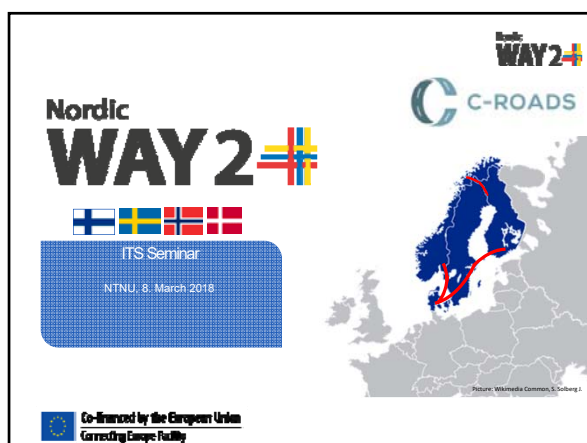 Nordic
WAY 2
C-ROADS
Nordic
WAY 2
ITS Seminar
NTNU, 8. March 2018
Picture: Wikimedia Common, S. Solberg J.
Co-financed by the European Union
Connecting Europe Facility